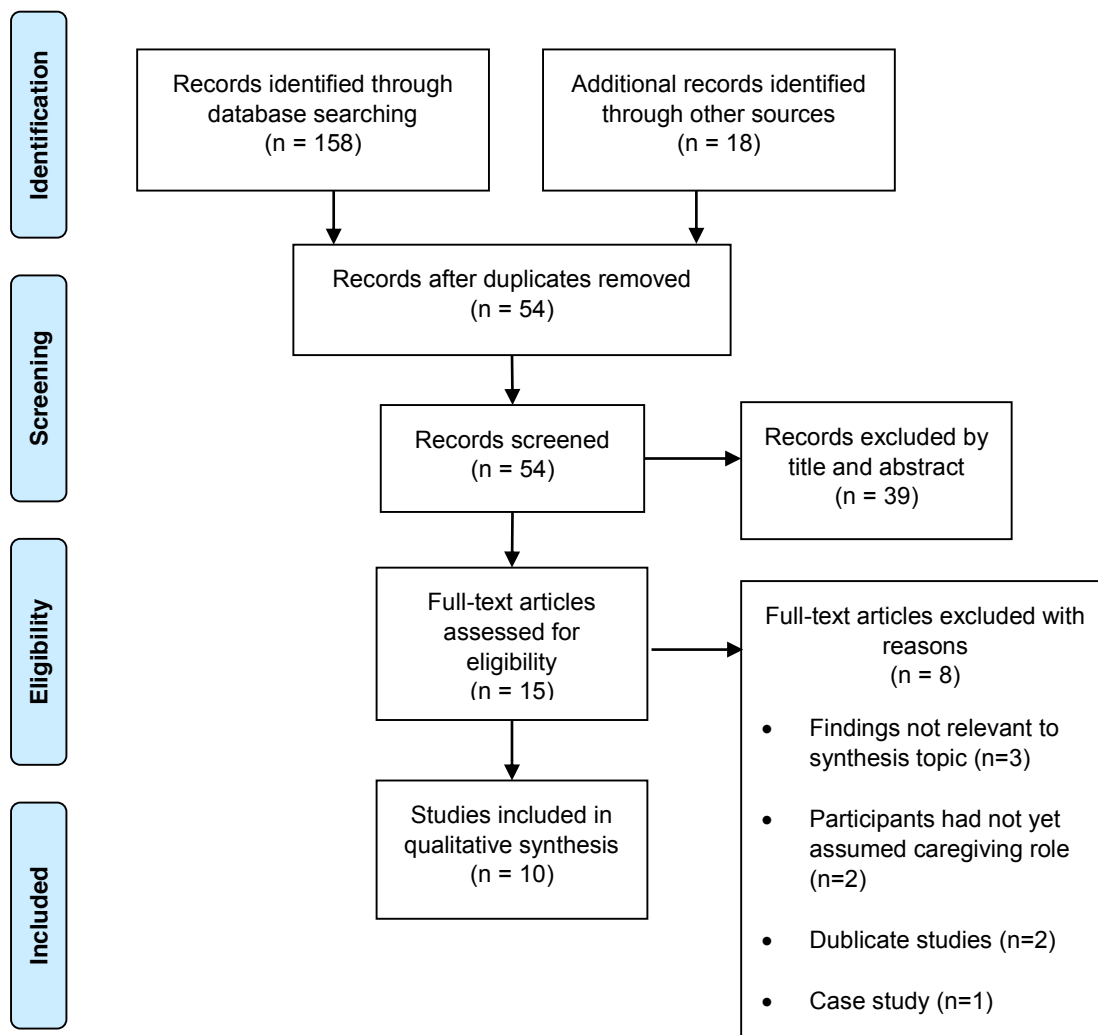 Identification
Records identified through
database searching
(n = 158)
Additional records identified
through other sources
(n = 18)
Records after duplicates removed
(n = 54)
Screening
Records screened
(n = 54)
Records excluded by
title and abstract
(n = 39)
Eligibility
Full-text articles
assessed for
eligibility
(n = 15)
Full-text articles excluded with
reasons
(n = 8)
• Findings not relevant to
synthesis topic (n=3)
• Participants had not yet
assumed caregiving role
(n=2)
• Dublicate studies (n=2)
• Case study (n=1)
Included
Studies included in
qualitative synthesis
(n = 10)